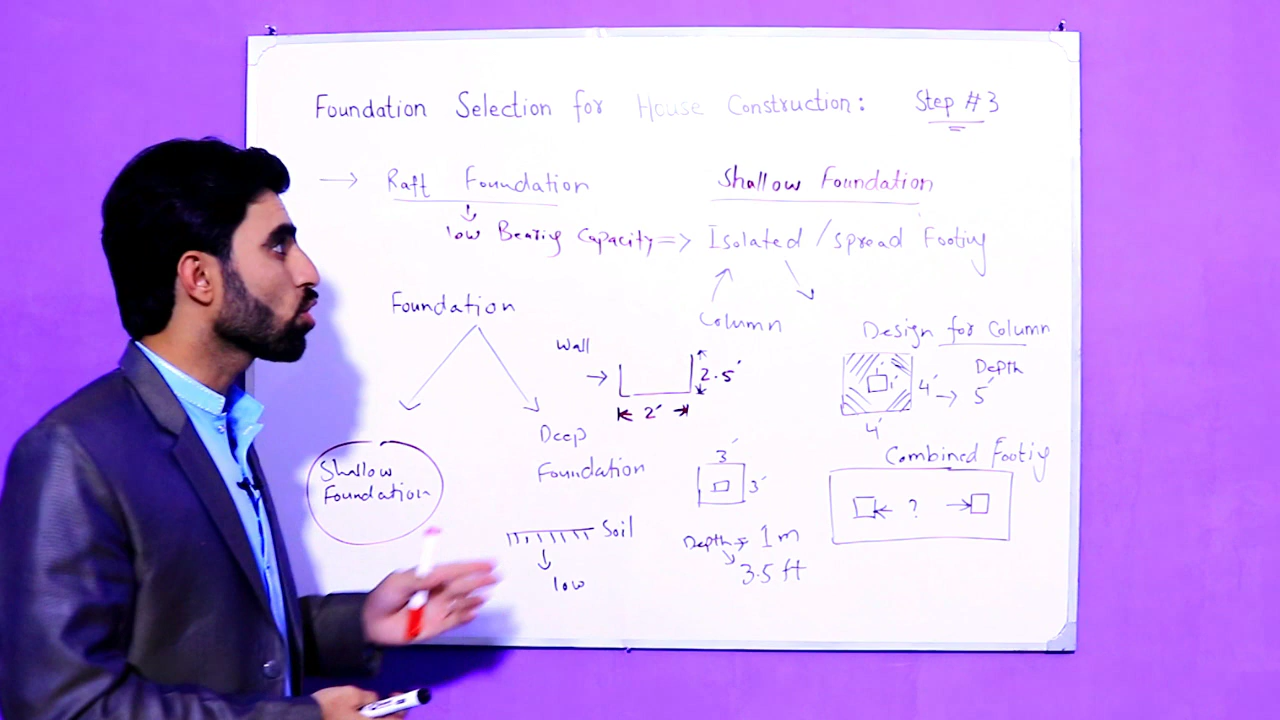 Foundation Selection for House Construction: Step #3
→ Raft Foundation
↓
low Bearing Capacity => Isolated / spread Footing
Shallow Foundation
Column
Foundation
Shallow
Foundation
Deep
Foundation
Wall →
2.5'
2'
Soil
↓
low
3'
3'
Depth → 1m
3.5 ft
Design for Column
1'
1'
4' → Depth
5'
4'
Combined Footing
← ? →